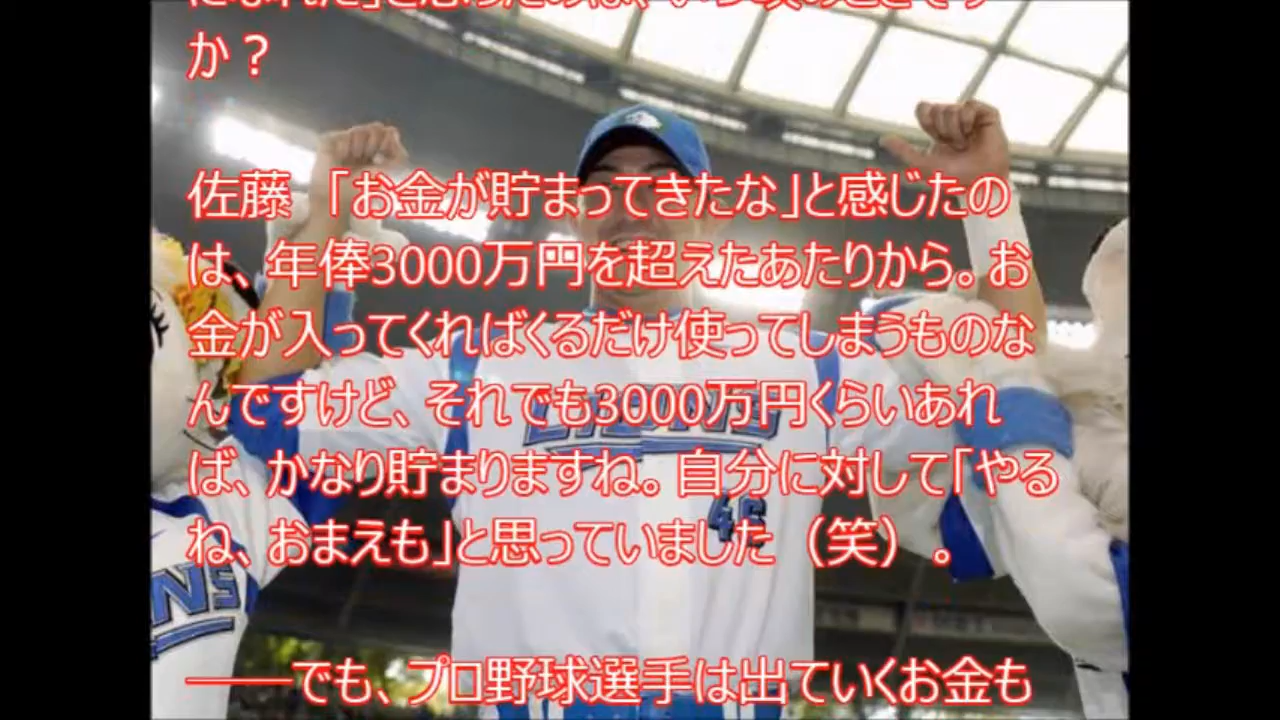 か？
佐藤　「お金が貯まってきたな」と感じたの
は、年俸3000万円を超えたあたりから。お
金が入ってくればくるだけ使ってしまうものな
んですけど、それでも3000万円くらいあれ
ば、かなり貯まりますね。自分に対して「やる
ね、おまえも」と思っていました（笑）。
――でも、プロ野球選手は出ていくお金も
LIONS
46
NS